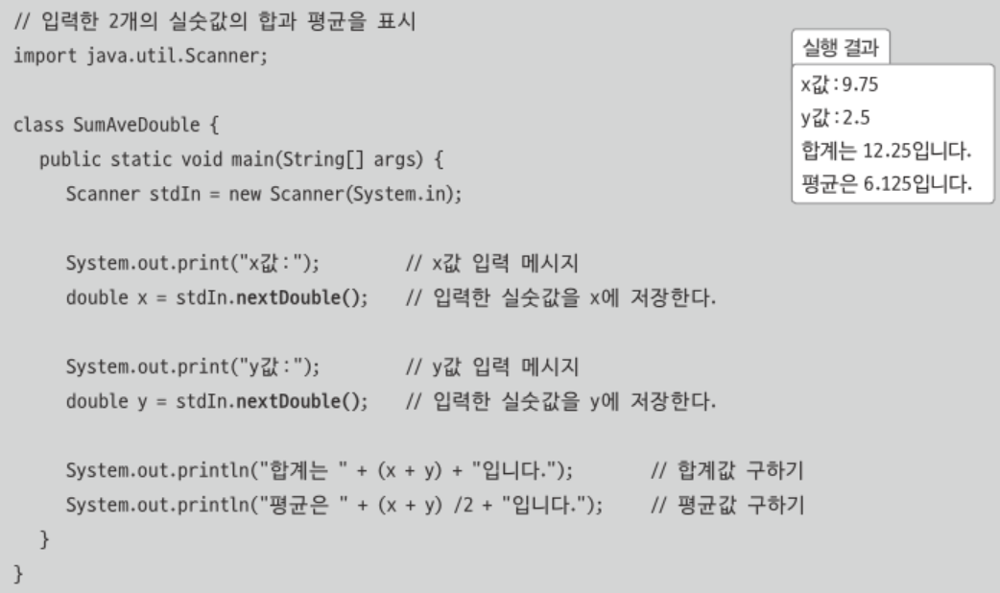 // 입력한 2개의 실숫값의 합과 평균을 표시
import java.util.Scanner;
class SumAveDouble {
public static void main(String[] args) {
Scanner stdIn = new Scanner(System.in);
System.out.print("x값:"); // x값 입력 메시지
double x = stdIn.nextDouble(); // 입력한 실숫값을 x에 저장한다.
System.out.print("y값:"); // y값 입력 메시지
double y = stdIn.nextDouble(); // 입력한 실숫값을 y에 저장한다.
System.out.println("합계는 " + (x + y) + "입니다."); // 합계값 구하기
System.out.println("평균은 " + (x + y) /2 + "입니다."); // 평균값 구하기
}
}
실행 결과
x값:9.75
y값:2.5
합계는 12.25입니다.
평균은 6.125입니다.